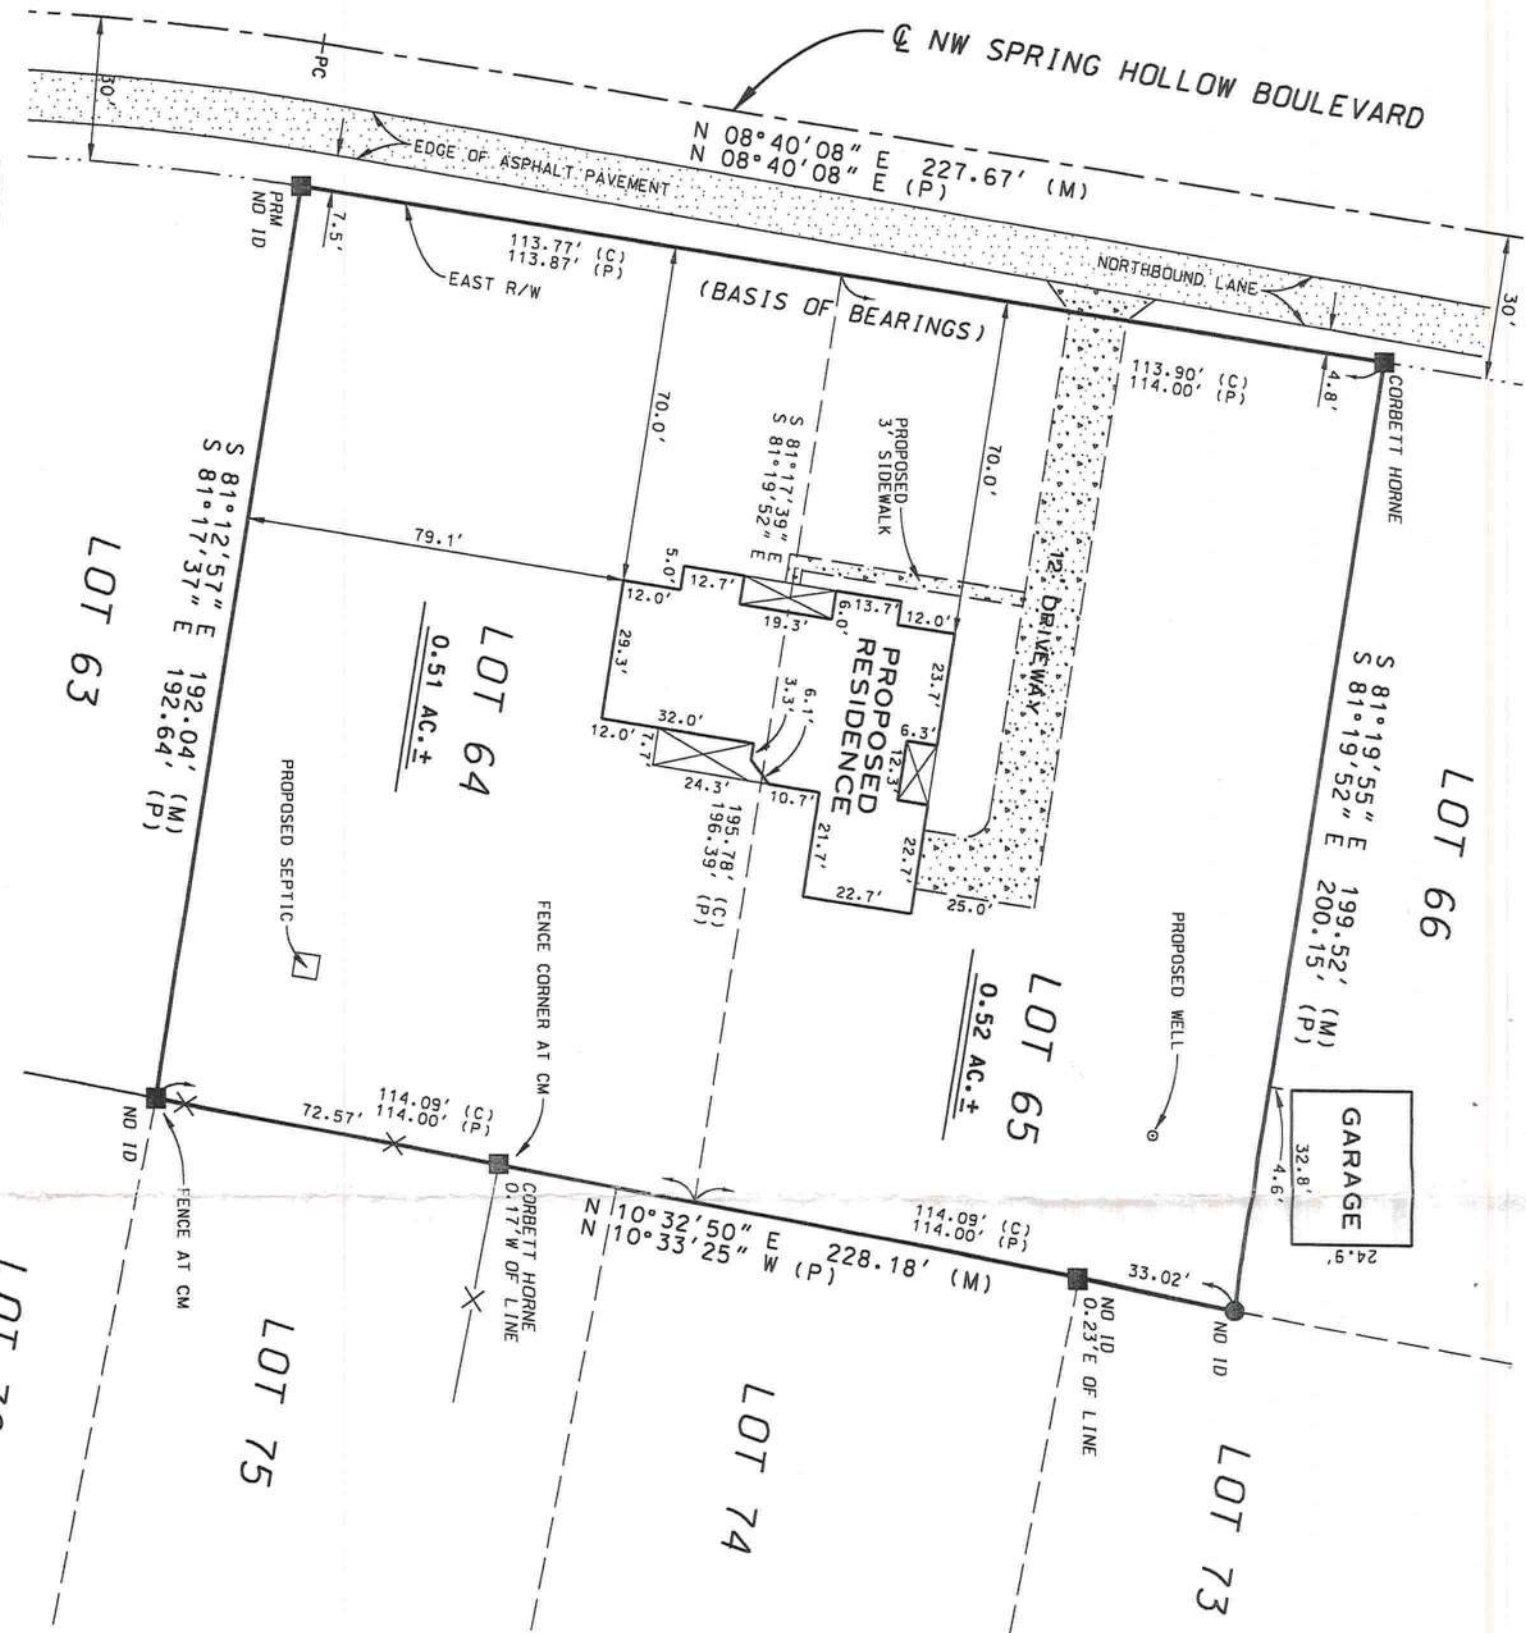 ℄ NW SPRING HOLLOW BOULEVARD
30'
PC
N 08°40'08" E 227.67' (M)
N 08°40'08" E (P)
EDGE OF ASPHALT PAVEMENT
NORTHBOUND LANE
30'
PRM
NO ID
7.5'
113.77' (C)
113.87' (P)
EAST R/W
(BASIS OF BEARINGS)
113.90' (C)
114.00' (P)
4.8'
CORBETT HORNE
70.0'
70.0'
S 81°17'39" E
S 81°19'52" E
PROPOSED
3' SIDEWALK
12' DRIVEWAY
S 81°12'57" E 192.04' (M)
S 81°17'37" E 192.64' (P)
LOT 63
79.1'
5.0'
12.7'
12.0'
19.3'
6.0'
13.7'
12.0'
29.3'
23.7'
PROPOSED
RESIDENCE
6.3'
12.3'
32.0'
3.3'
6.1'
12.0'
7.7'
24.3'
10.7'
21.7'
22.7'
22.7'
25.0'
195.78' (C)
196.39' (P)
LOT 64
0.51 AC.±
S 81°19'55" E 199.52' (M)
S 81°19'52" E 200.15' (P)
LOT 66
PROPOSED SEPTIC
FENCE CORNER AT CM
LOT 65
0.52 AC.±
PROPOSED WELL
GARAGE
32.8'
24.9'
4.6'
NO ID
FENCE AT CM
72.57'
114.09' (C)
114.00' (P)
CORBETT HORNE
0.17'W OF LINE
N 10°32'50" E 228.18' (M)
N 10°33'25" W (P)
114.09' (C)
114.00' (P)
33.02'
NO ID
0.23'E OF LINE
NO ID
LOT 75
LOT 74
LOT 73
LOT